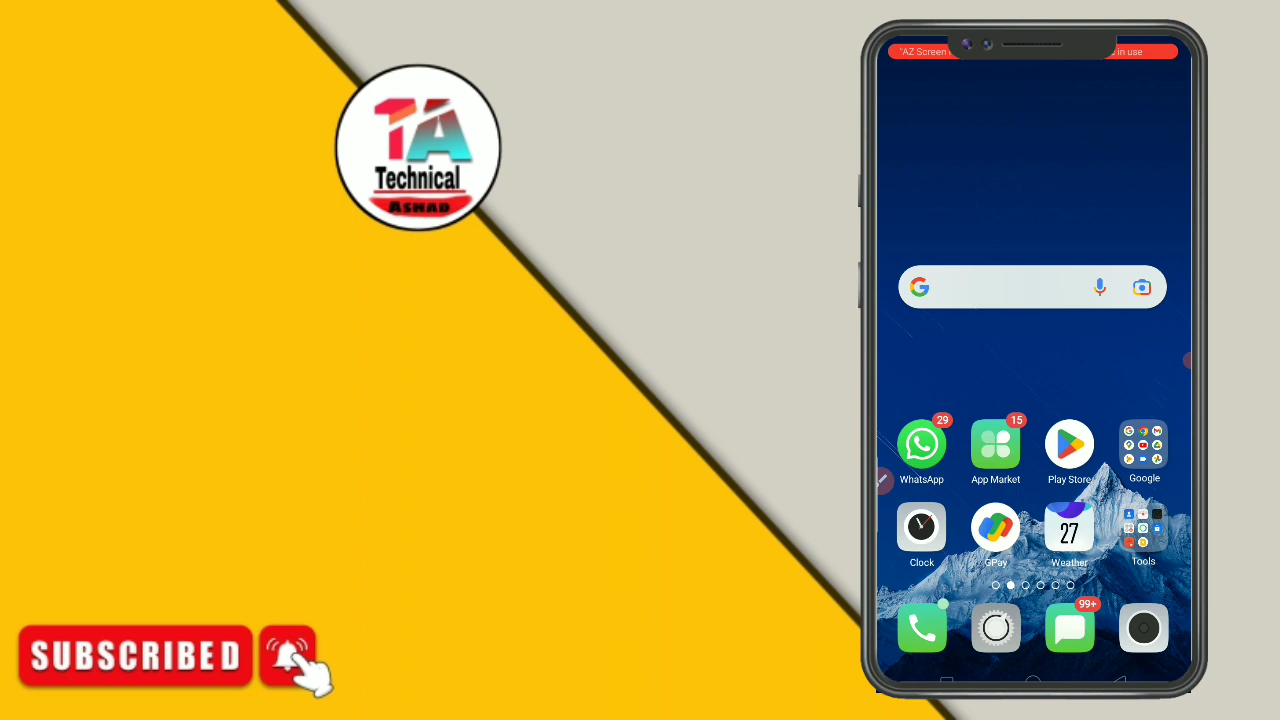 TA
Technical
ASHAD
SUBSCRIBED
"AZ Screen
in use
29
15
WhatsApp
App Market
Play Store
Google
27
Clock
GPay
Weather
Tools
99+